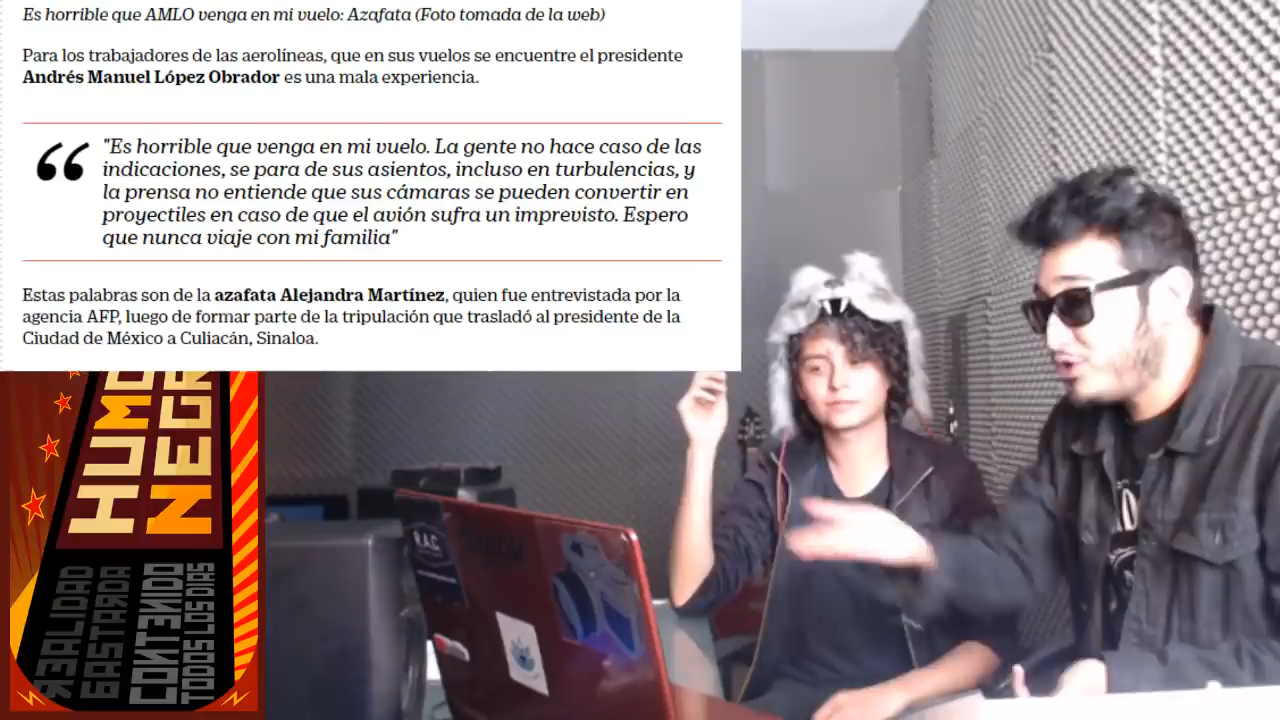 Es horrible que AMLO venga en mi vuelo: Azafata (Foto tomada de la web)
Para los trabajadores de las aerolíneas, que en sus vuelos se encuentre el presidente
Andrés Manuel López Obrador es una mala experiencia.
“
"Es horrible que venga en mi vuelo. La gente no hace caso de las
indicaciones, se para de sus asientos, incluso en turbulencias, y
la prensa no entiende que sus cámaras se pueden convertir en
proyectiles en caso de que el avión sufra un imprevisto. Espero
que nunca viaje con mi familia"
Estas palabras son de la azafata Alejandra Martínez, quien fue entrevistada por la
agencia AFP, luego de formar parte de la tripulación que trasladó al presidente de la
Ciudad de México a Culiacán, Sinaloa.
REALIDAD
BASTARDA
CONTENIDO
TODOS LOS DIAS